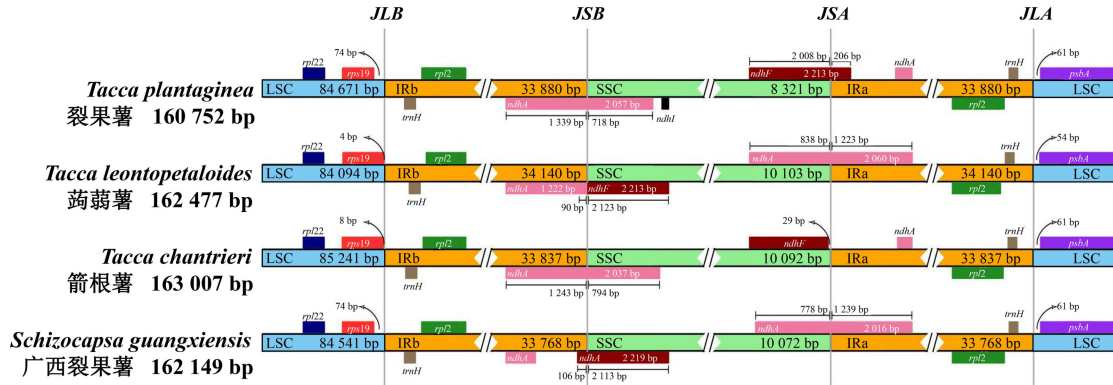 JLB JSB JSA JLA
74 bp 2 008 bp 206 bp 61 bp
rpl22 rps19 rpl2 ndhF 2 213 bp ndhA trnH psbA
Tacca plantaginea LSC 84 671 bp IRb 33 880 bp SSC 8 321 bp IRa 33 880 bp LSC
裂果薯 160 752 bp trnH ndhA 2 057 bp ndhI rpl2
1 339 bp 718 bp
4 bp 838 bp 1 223 bp 54 bp
rpl22 rps19 rpl2 ndhA 2 060 bp trnH psbA
Tacca leontopetaloides LSC 84 094 bp IRb 34 140 bp SSC 10 103 bp IRa 34 140 bp LSC
蒟蒻薯 162 477 bp trnH ndhA 1 222 bp ndhF 2 213 bp rpl2
90 bp 2 123 bp
8 bp 29 bp 61 bp
rpl22 rps19 rpl2 ndhF ndhA trnH psbA
Tacca chantrieri LSC 85 241 bp IRb 33 837 bp SSC 10 092 bp IRa 33 837 bp LSC
箭根薯 163 007 bp trnH ndhA 2 037 bp rpl2
1 243 bp 794 bp
74 bp 778 bp 1 239 bp 61 bp
rpl22 rps19 rpl2 ndhA 2 016 bp trnH psbA
Schizocapsa guangxiensis LSC 84 541 bp IRb 33 768 bp SSC 10 072 bp IRa 33 768 bp LSC
广西裂果薯 162 149 bp trnH ndhA ndhA 2 219 bp rpl2
106 bp 2 113 bp